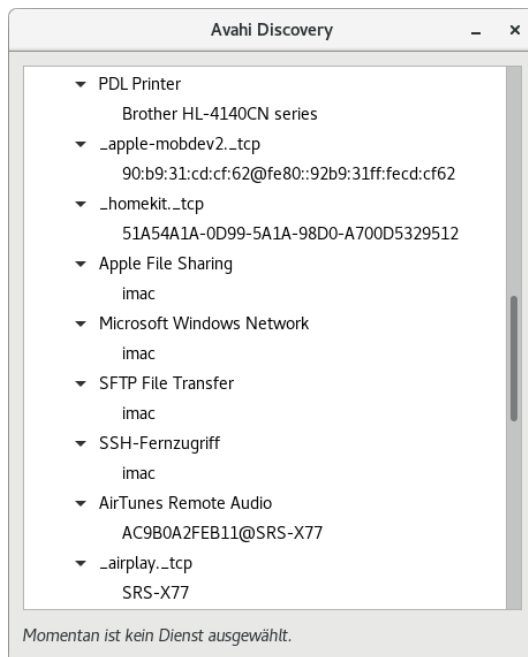 Avahi Discovery
PDL Printer
Brother HL-4140CN series
_apple-mobdev2._tcp
90:b9:31:cd:cf:62@fe80::92b9:31ff:fecd:cf62
_homekit._tcp
51A54A1A-0D99-5A1A-98D0-A700D5329512
Apple File Sharing
imac
Microsoft Windows Network
imac
SFTP File Transfer
imac
SSH-Fernzugriff
imac
AirTunes Remote Audio
AC9B0A2FEB11@SRS-X77
_airplay._tcp
SRS-X77
Momentan ist kein Dienst ausgewählt.